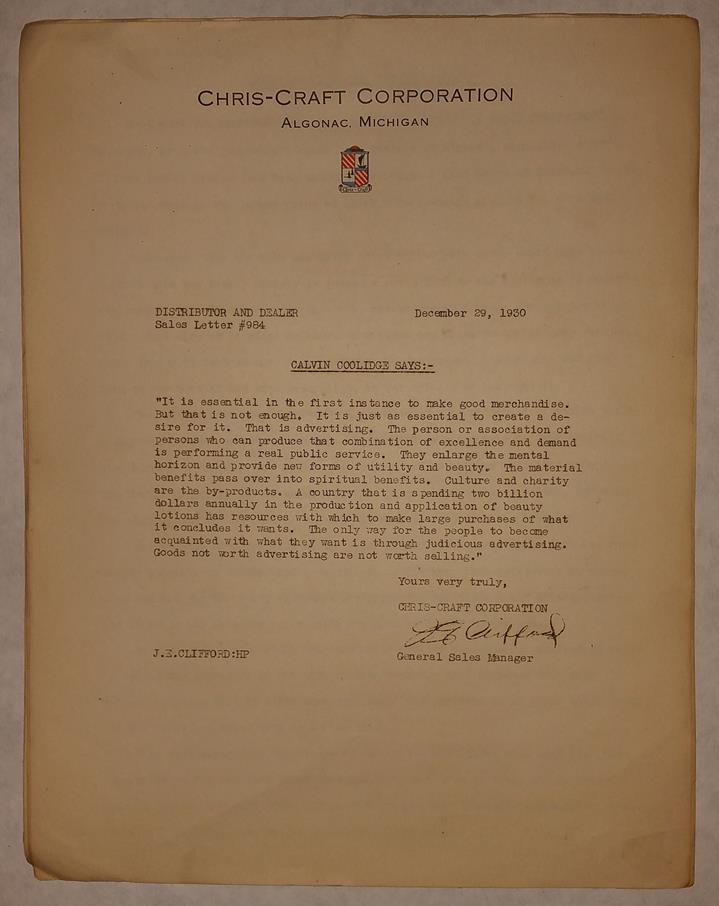 CHRIS-CRAFT CORPORATION
ALGONAC, MICHIGAN
CHRIS-CRAFT
DISTRIBUTOR AND DEALER December 29, 1930
Sales Letter #984
CALVIN COOLIDGE SAYS:-
"It is essential in the first instance to make good merchandise.
But that is not enough. It is just as essential to create a de-
sire for it. That is advertising. The person or association of
persons who can produce that combination of excellence and demand
is performing a real public service. They enlarge the mental
horizon and provide new forms of utility and beauty. The material
benefits pass over into spiritual benefits. Culture and charity
are the by-products. A country that is spending two billion
dollars annually in the production and application of beauty
lotions has resources with which to make large purchases of what
it concludes it wants. The only way for the people to become
acquainted with what they want is through judicious advertising.
Goods not worth advertising are not worth selling."
Yours very truly,
CHRIS-CRAFT CORPORATION
J E Clifford
J.E.CLIFFORD:HP General Sales Manager